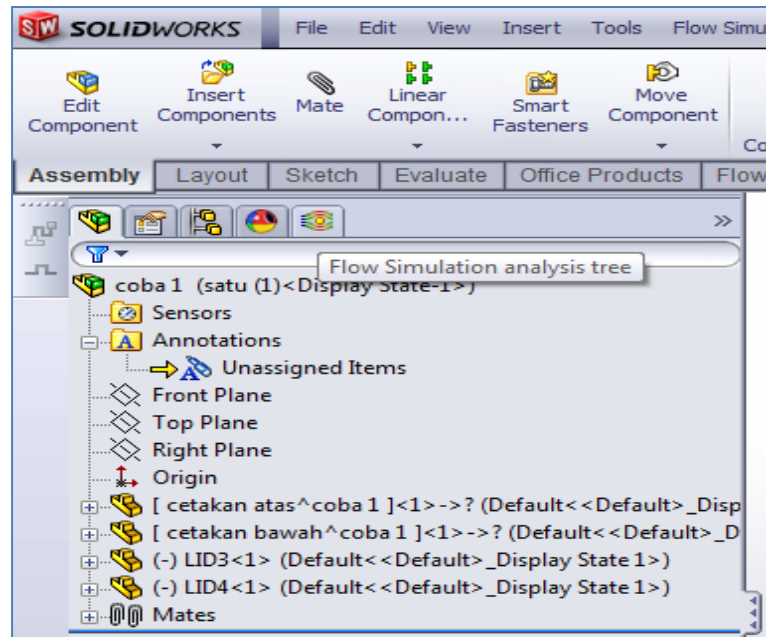 SW SOLIDWORKS File Edit View Insert Tools Flow Simu
Edit Component
Insert Components
Mate
Linear Compon...
Smart Fasteners
Move Component
Co
Assembly Layout Sketch Evaluate Office Products Flow
Flow Simulation analysis tree
coba 1 (satu (1)<Display State-1>)
Sensors
A Annotations
A Unassigned Items
Front Plane
Top Plane
Right Plane
Origin
[ cetakan atas^coba 1 ]<1>->? (Default<<Default>_Disp
[ cetakan bawah^coba 1 ]<1>->? (Default<<Default>_D
(-) LID3<1> (Default<<Default>_Display State 1>)
(-) LID4<1> (Default<<Default>_Display State 1>)
Mates